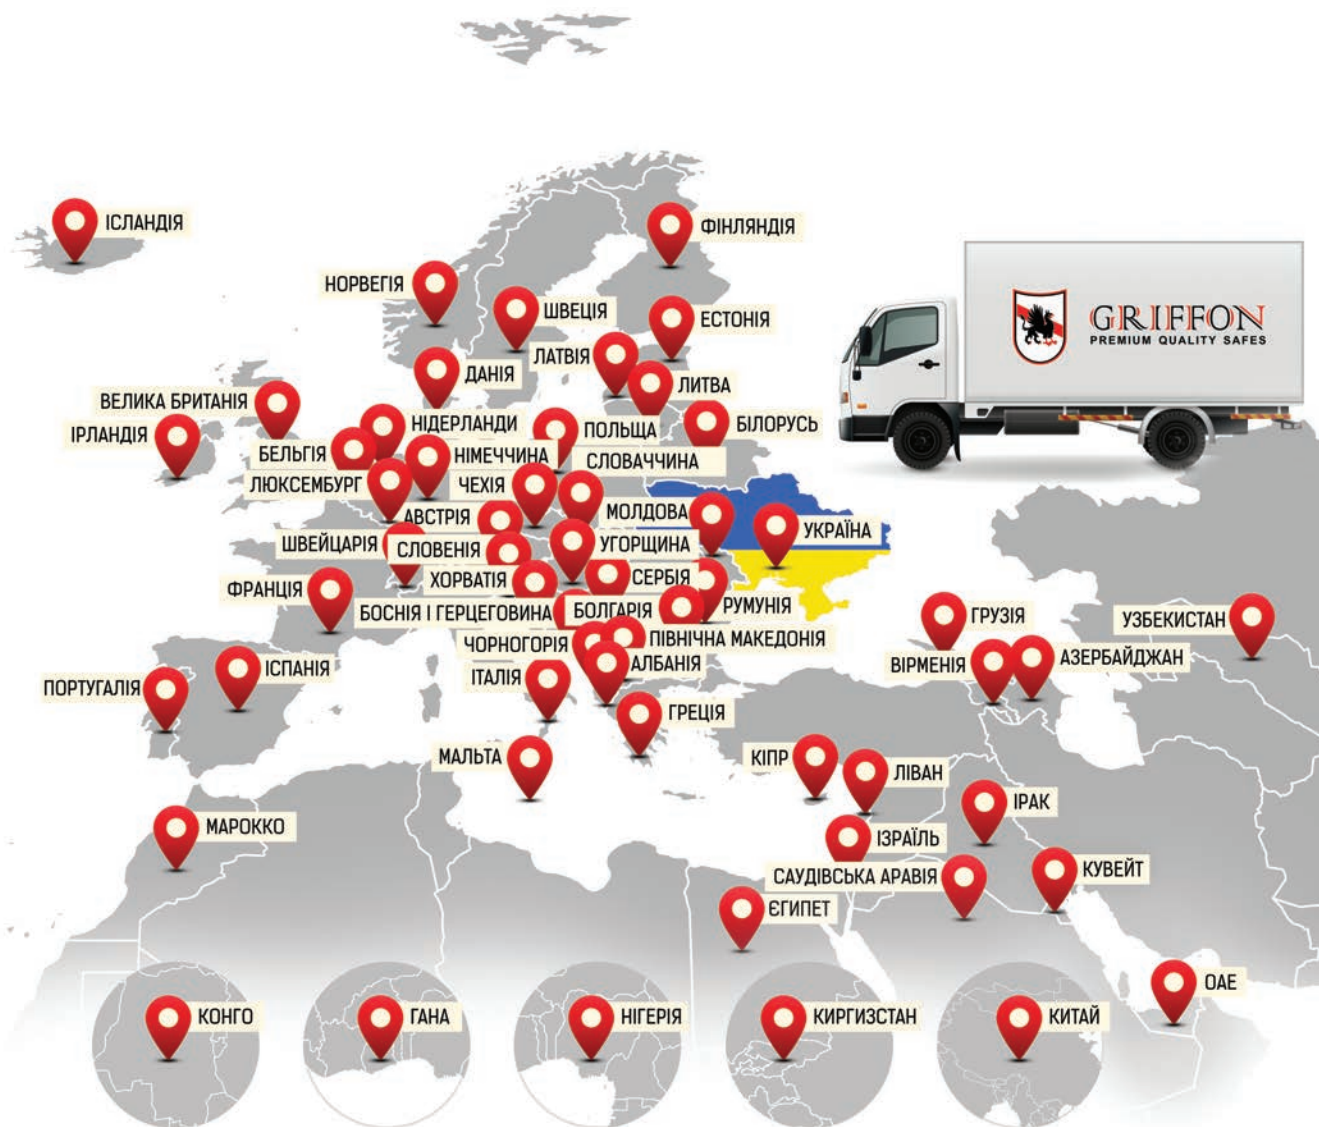 ІСЛАНДІЯ
ФІНЛЯНДІЯ
НОРВЕГІЯ
ШВЕЦІЯ
ЕСТОНІЯ
GRIFFON
PREMIUM QUALITY SAFES
ЛАТВІЯ
ДАНІЯ
ЛИТВА
ВЕЛИКА БРИТАНІЯ
НІДЕРЛАНДИ
ПОЛЬЩА
БІЛОРУСЬ
ІРЛАНДІЯ
БЕЛЬГІЯ
НІМЕЧЧИНА
СЛОВАЧЧИНА
ЛЮКСЕМБУРГ
ЧЕХІЯ
АВСТРІЯ
МОЛДОВА
УКРАЇНА
ШВЕЙЦАРІЯ
СЛОВЕНІЯ
УГОРЩИНА
ФРАНЦІЯ
ХОРВАТІЯ
СЕРБІЯ
БОСНІЯ І ГЕРЦЕГОВИНА
БОЛГАРІЯ
РУМУНІЯ
ГРУЗІЯ
УЗБЕКИСТАН
ЧОРНОГОРІЯ
ПІВНІЧНА МАКЕДОНІЯ
ВІРМЕНІЯ
АЗЕРБАЙДЖАН
ІСПАНІЯ
ІТАЛІЯ
АЛБАНІЯ
ПОРТУГАЛІЯ
ГРЕЦІЯ
МАЛЬТА
КІПР
ЛІВАН
ІРАК
МАРОККО
ІЗРАЇЛЬ
САУДІВСЬКА АРАВІЯ
КУВЕЙТ
ЄГИПЕТ
ОАЕ
КОНГО
ГАНА
НІГЕРІЯ
КИРГИЗСТАН
КИТАЙ